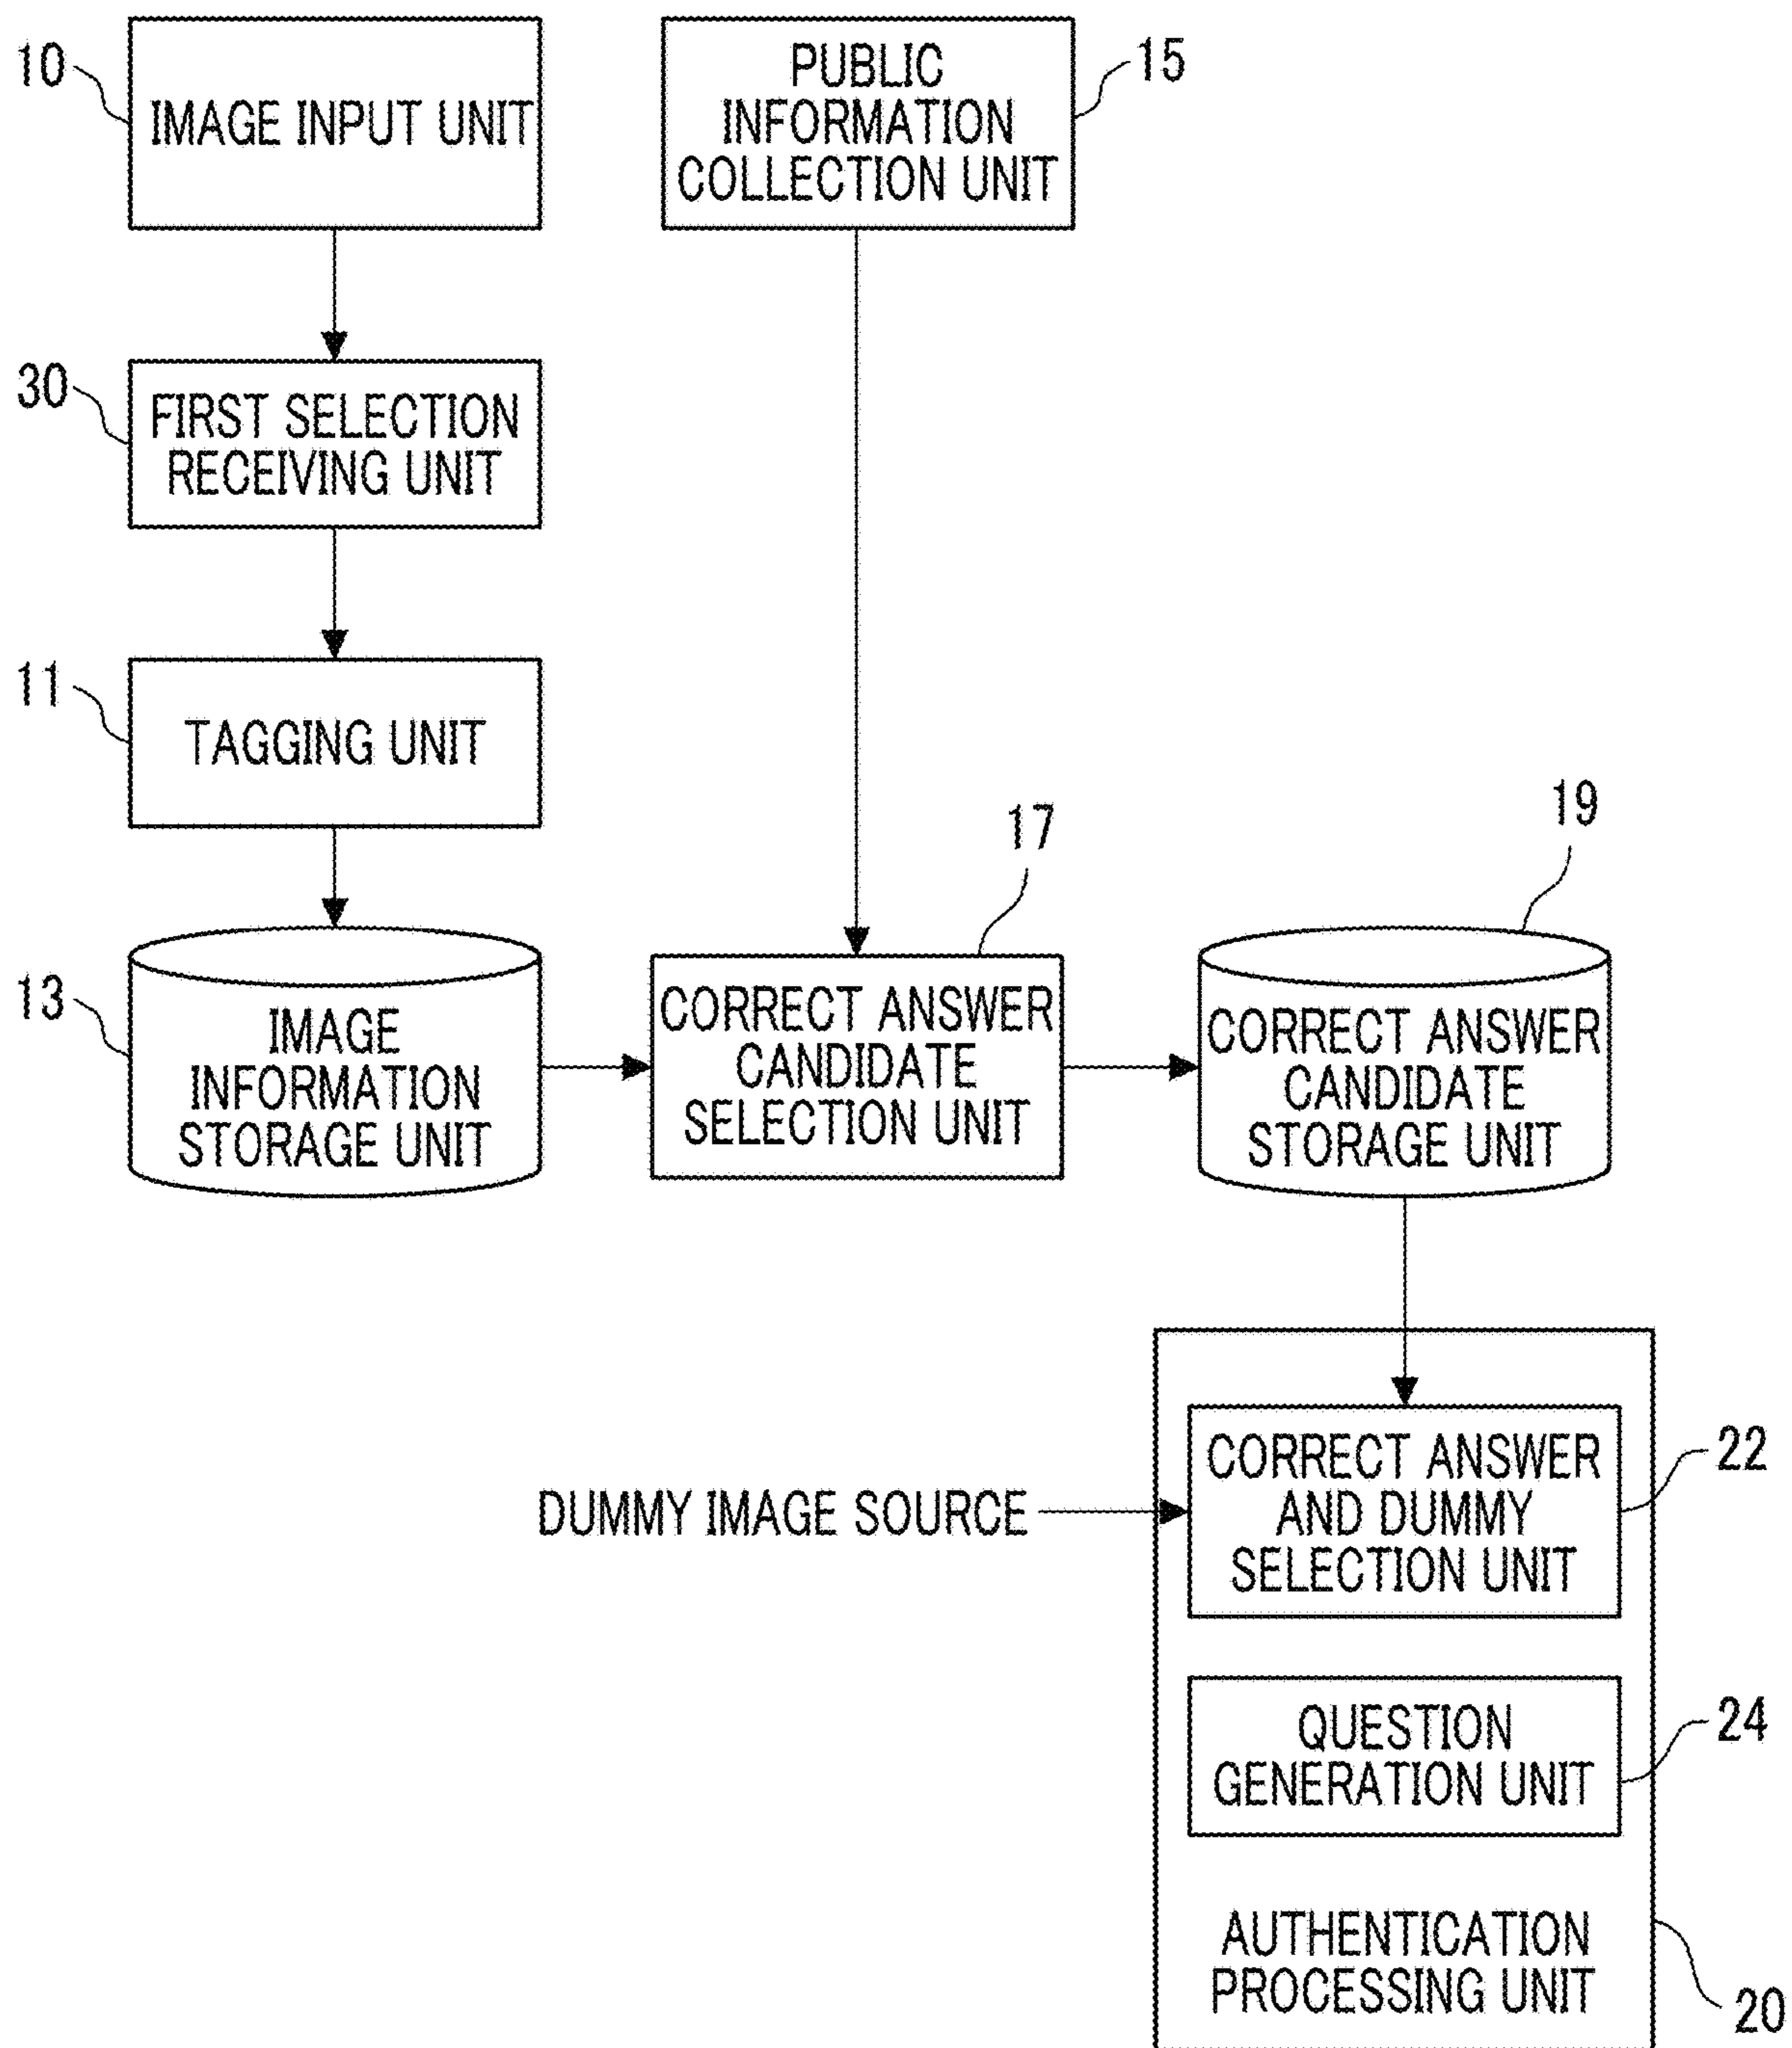 10
IMAGE INPUT UNIT
PUBLIC
INFORMATION
COLLECTION UNIT
15
30
FIRST SELECTION
RECEIVING UNIT
11
TAGGING UNIT
17
19
13
IMAGE
INFORMATION
STORAGE UNIT
CORRECT ANSWER
CANDIDATE
SELECTION UNIT
CORRECT ANSWER
CANDIDATE
STORAGE UNIT
DUMMY IMAGE SOURCE
CORRECT ANSWER
AND DUMMY
SELECTION UNIT
22
QUESTION
GENERATION UNIT
24
AUTHENTICATION
PROCESSING UNIT
20